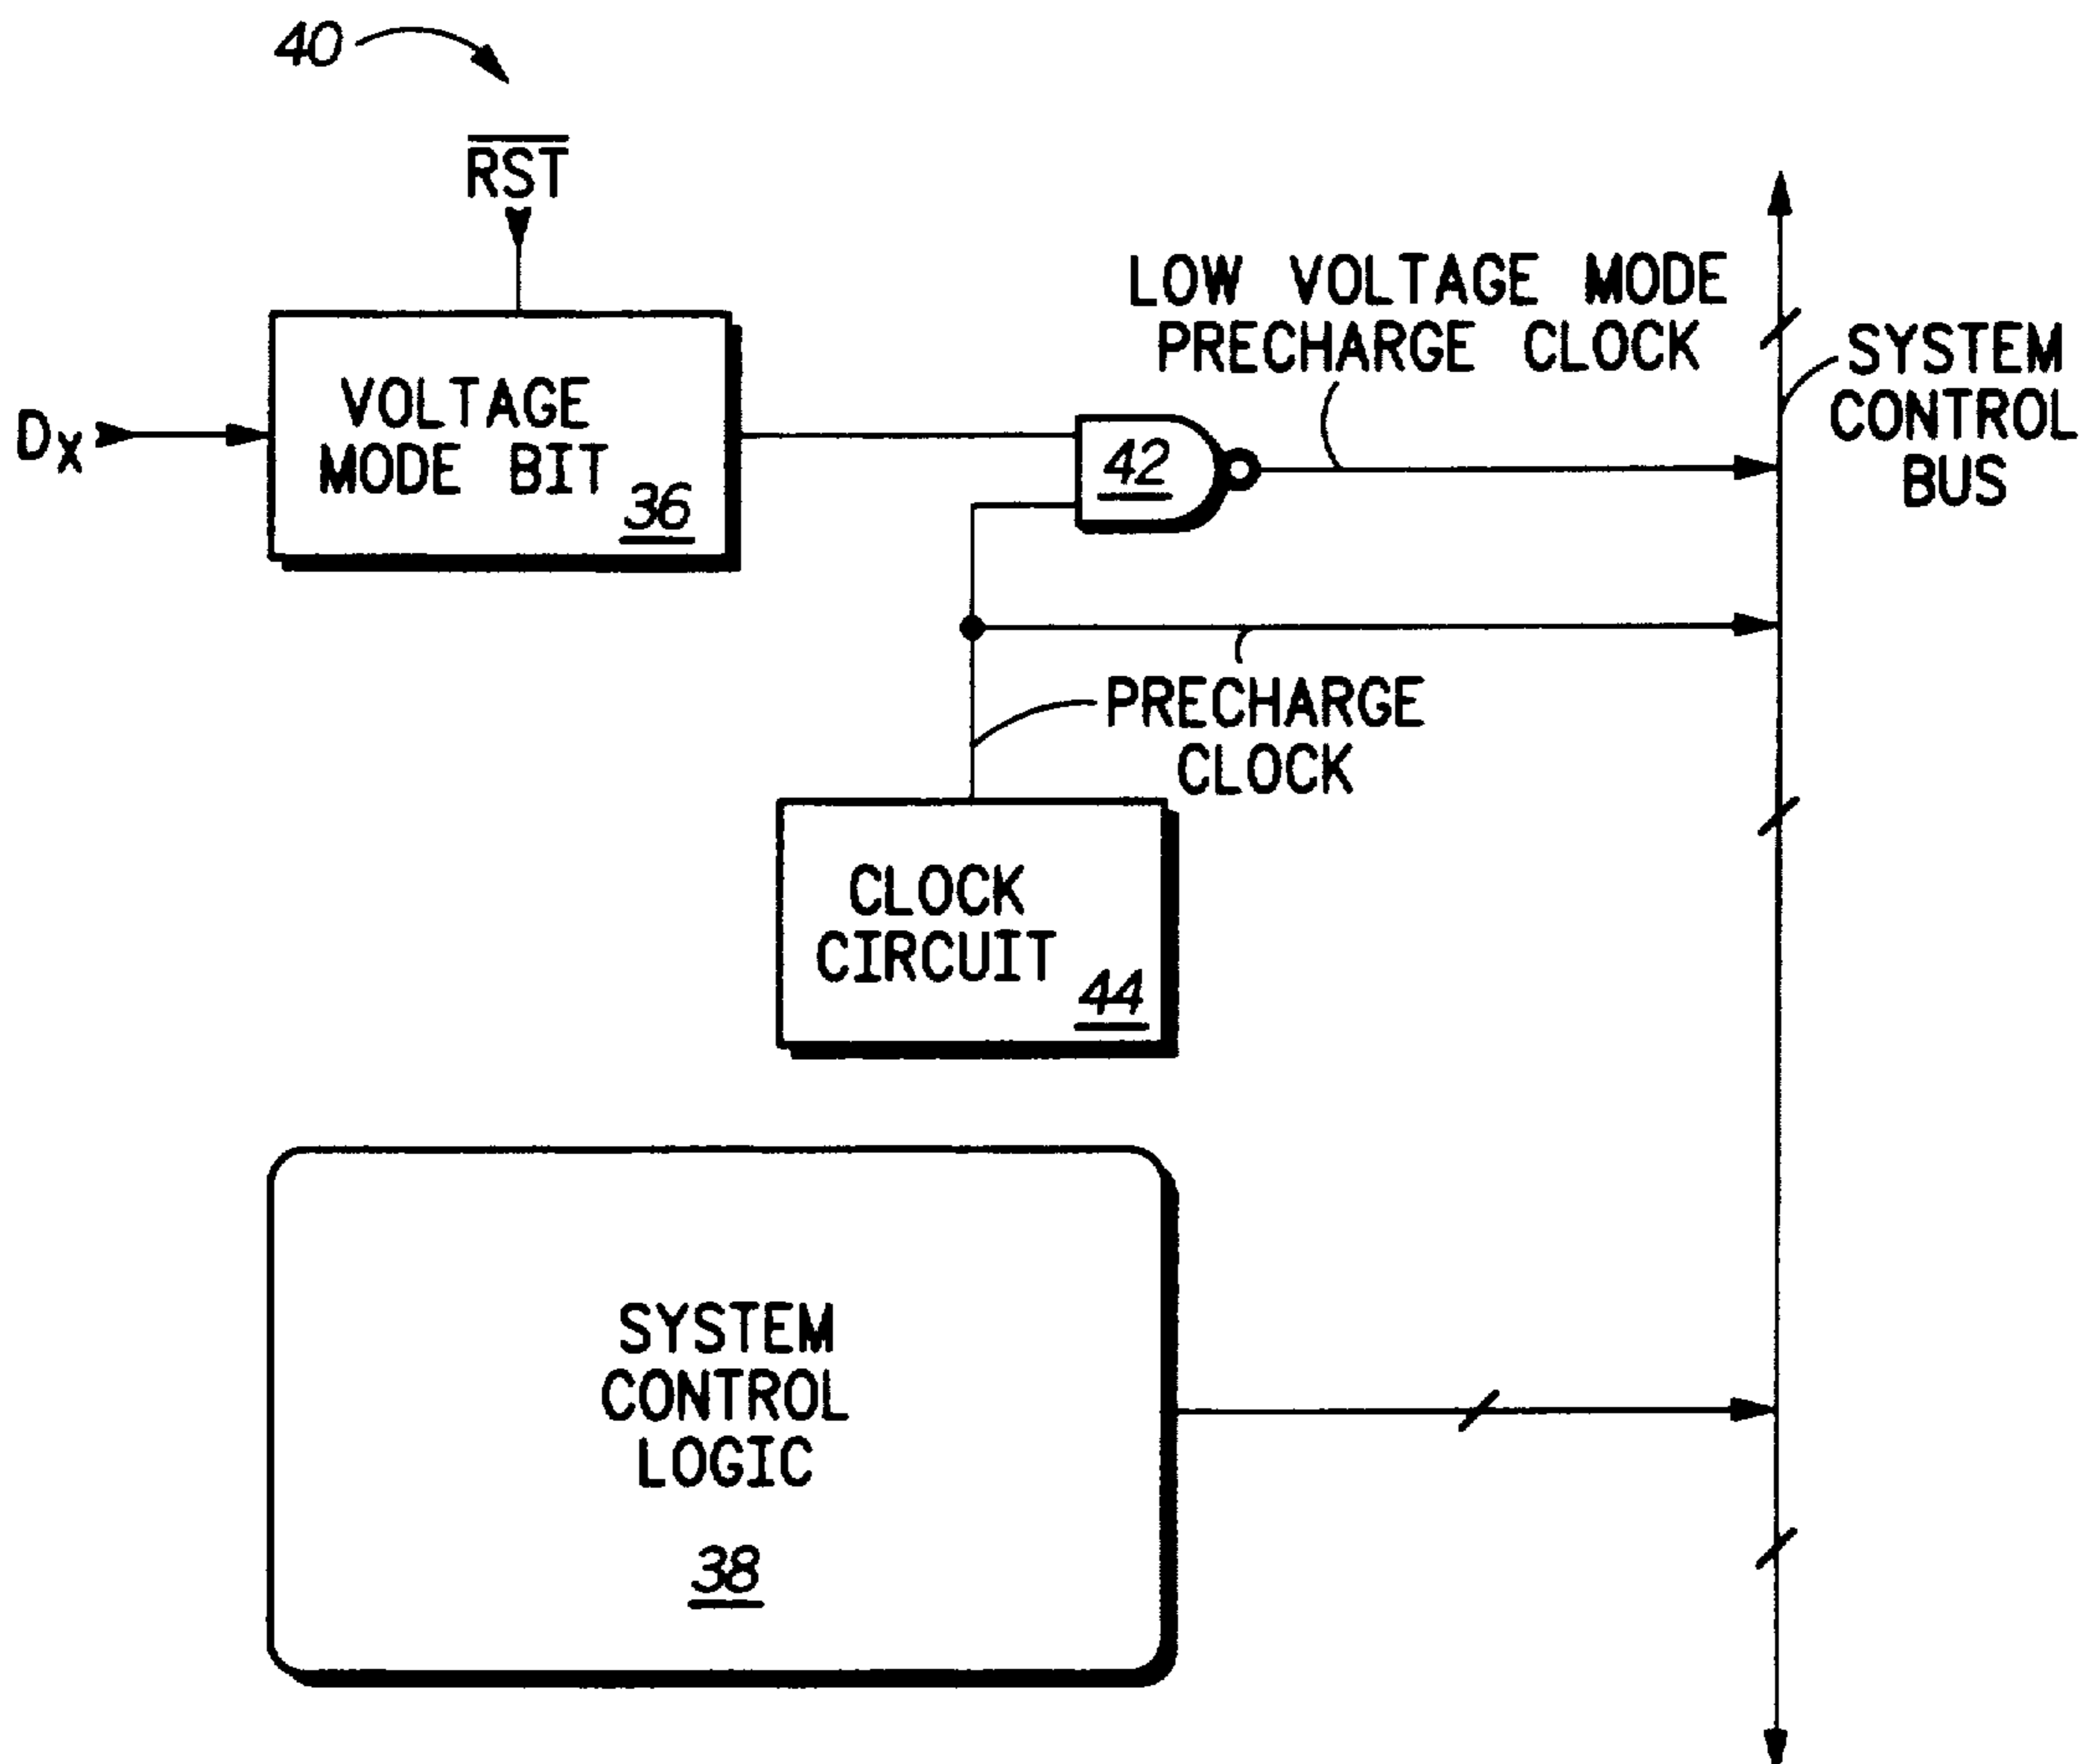 40
RST
LOW VOLTAGE MODE
PRECHARGE CLOCK
SYSTEM
CONTROL
BUS
VOLTAGE
MODE BIT
36
DX
42
PRECHARGE
CLOCK
CLOCK
CIRCUIT
44
SYSTEM
CONTROL
LOGIC
38